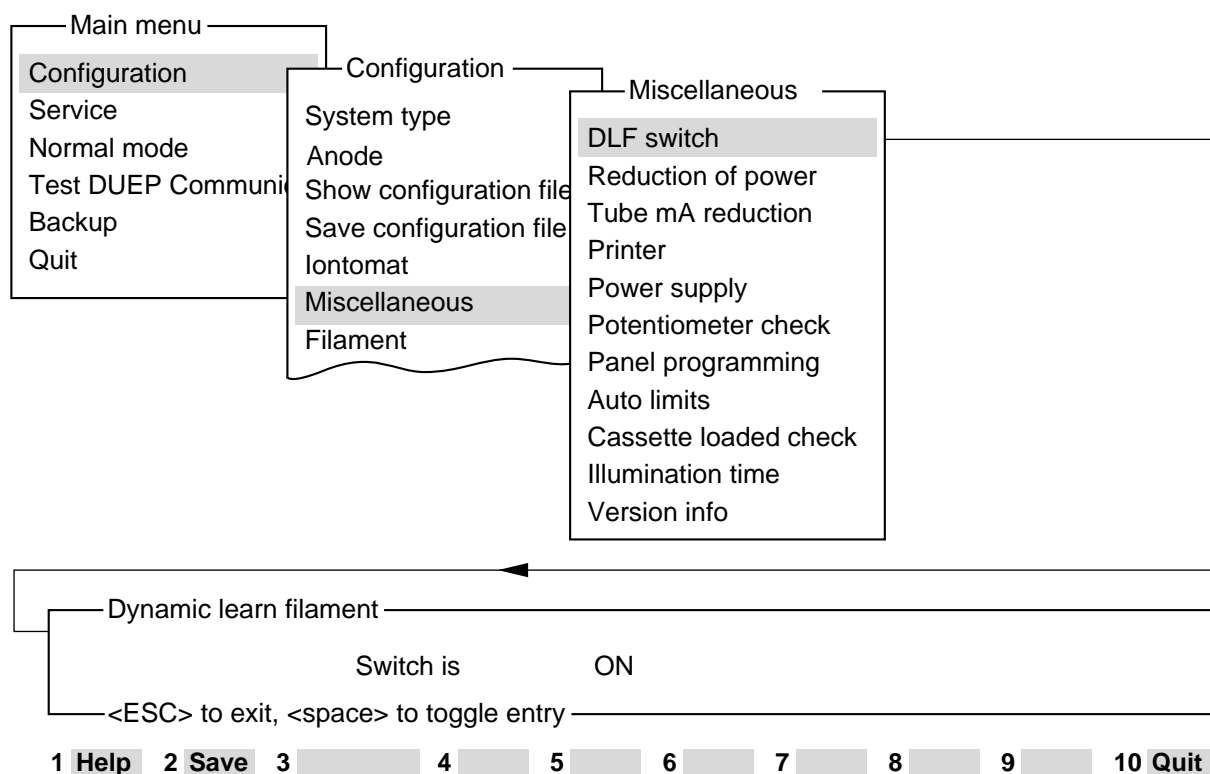 Main menu
Configuration
Service
Normal mode
Test DUEP Communi
Backup
Quit
Configuration
System type
Anode
Show configuration file
Save configuration file
Iontomat
Miscellaneous
Filament
Miscellaneous
DLF switch
Reduction of power
Tube mA reduction
Printer
Power supply
Potentiometer check
Panel programming
Auto limits
Cassette loaded check
Illumination time
Version info
Dynamic learn filament
Switch is ON
<ESC> to exit, <space> to toggle entry
1 Help 2 Save 3 4 5 6 7 8 9 10 Quit